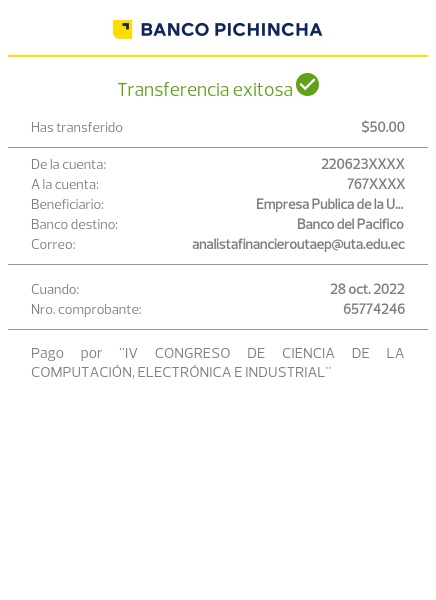 BANCO PICHINCHA
Transferencia exitosa
Has transferido $50.00
De la cuenta: 220623XXXX
A la cuenta: 767XXXX
Beneficiario: Empresa Publica de la U...
Banco destino: Banco del Pacifico
Correo: analistafinancieroutaep@uta.edu.ec
Cuando: 28 oct. 2022
Nro. comprobante: 65774246
Pago por ¨IV CONGRESO DE CIENCIA DE LA
COMPUTACIÓN, ELECTRÓNICA E INDUSTRIAL¨